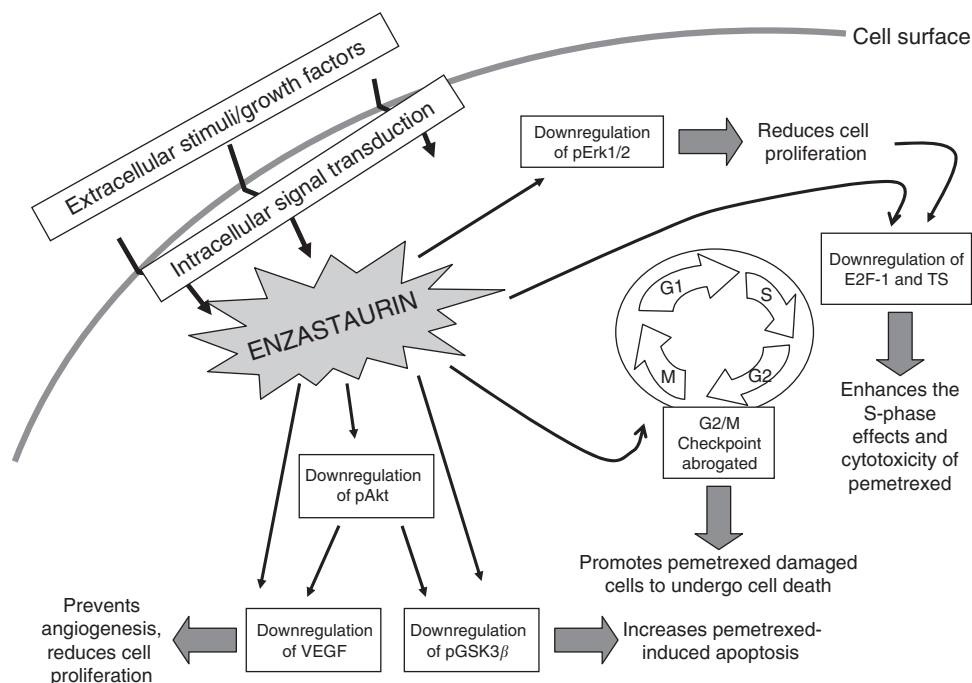 Cell surface
Extracellular stimuli/growth factors
Intracellular signal transduction
ENZASTAURIN
Downregulation
of pErk1/2
Reduces cell
proliferation
Downregulation of
E2F-1 and TS
Enhances the
S-phase
effects and
cytotoxicity of
pemetrexed
G1
S
G2
M
G2/M
Checkpoint
abrogated
Promotes pemetrexed damaged
cells to undergo cell death
Downregulation
of pAkt
Downregulation
of VEGF
Prevents
angiogenesis,
reduces cell
proliferation
Downregulation
of pGSK3β
Increases pemetrexed-
induced apoptosis